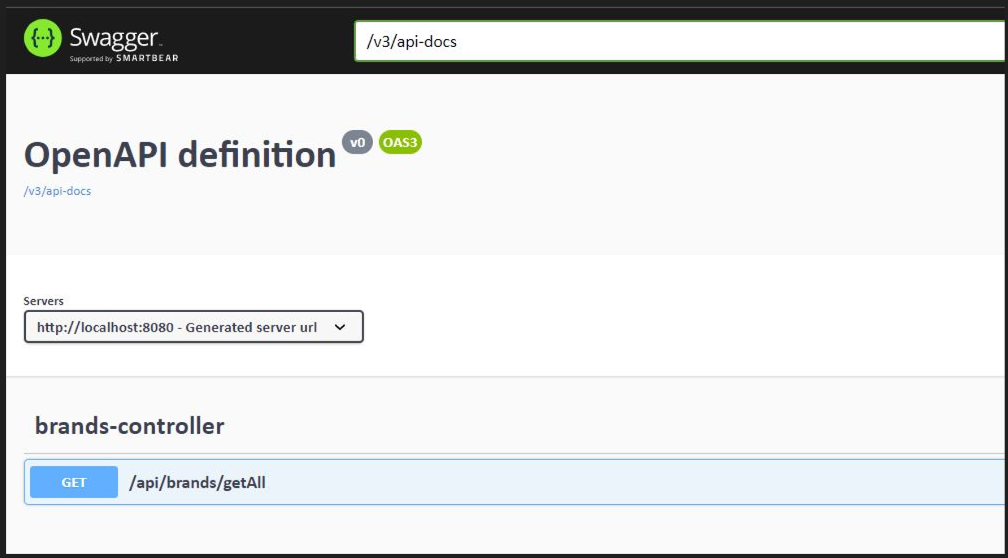 {···} Swagger
Supported by SMARTBEAR
/v3/api-docs
OpenAPI definition v0 OAS3
/v3/api-docs
Servers
http://localhost:8080 - Generated server url
brands-controller
GET /api/brands/getAll